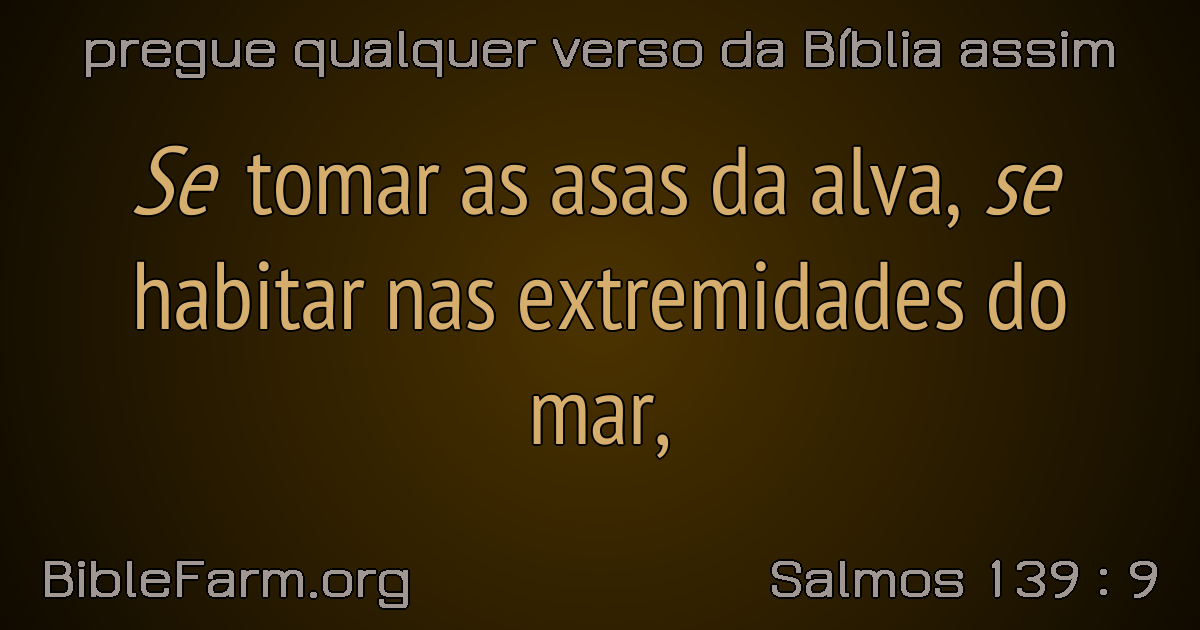 pregue qualquer verso da Bíblia assim
Se tomar as asas da alva, se
habitar nas extremidades do
mar,
BibleFarm.org
Salmos 139 : 9